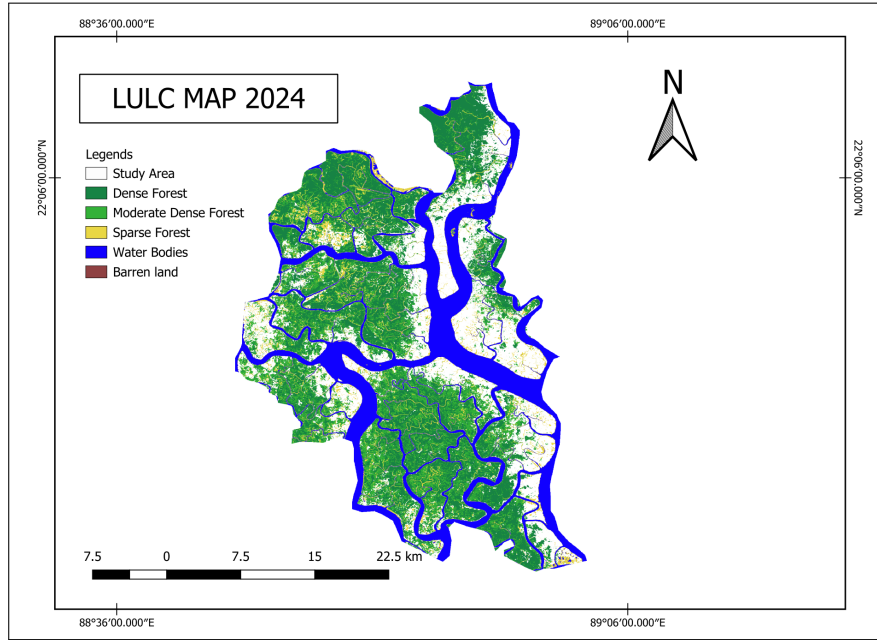 88°36'00.000"E 89°06'00.000"E
LULC MAP 2024
N
22°06'00.000"N 22°06'00.000"N
Legends
Study Area
Dense Forest
Moderate Dense Forest
Sparse Forest
Water Bodies
Barren land
7.5 0 7.5 15 22.5 km
88°36'00.000"E 89°06'00.000"E